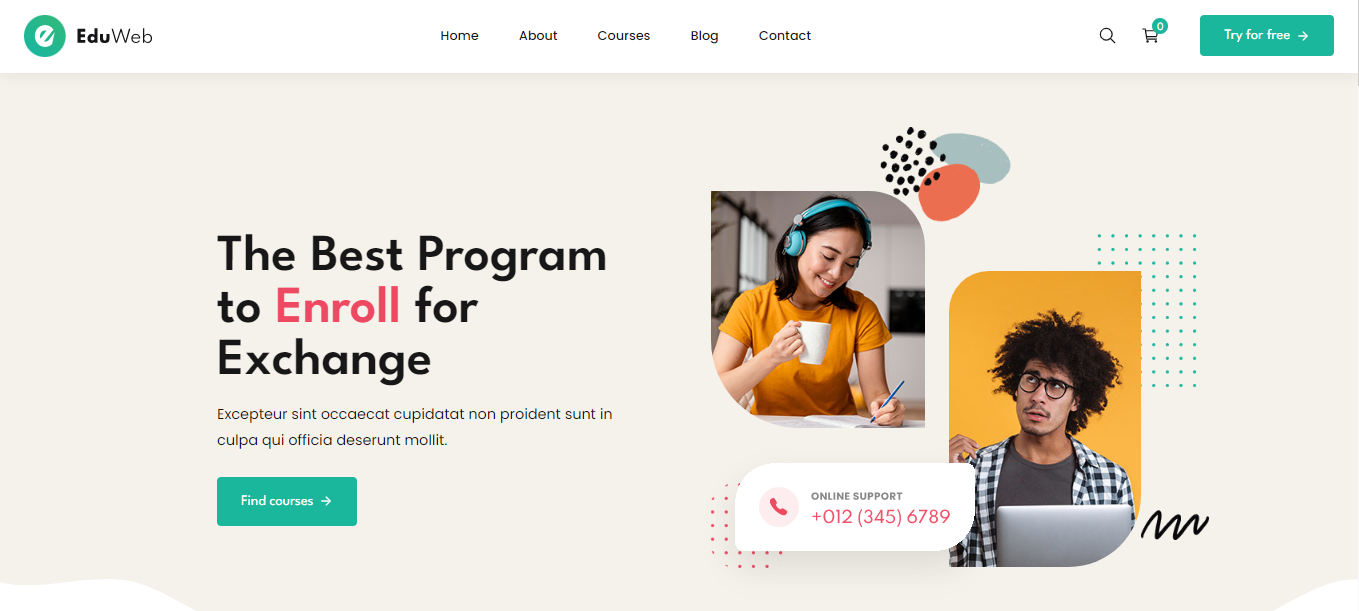 EduWeb
Home About Courses Blog Contact
0
Try for free →
The Best Program
to Enroll for
Exchange
Excepteur sint occaecat cupidatat non proident sunt in
culpa qui officia deserunt mollit.
Find courses →
ONLINE SUPPORT
+012 (345) 6789